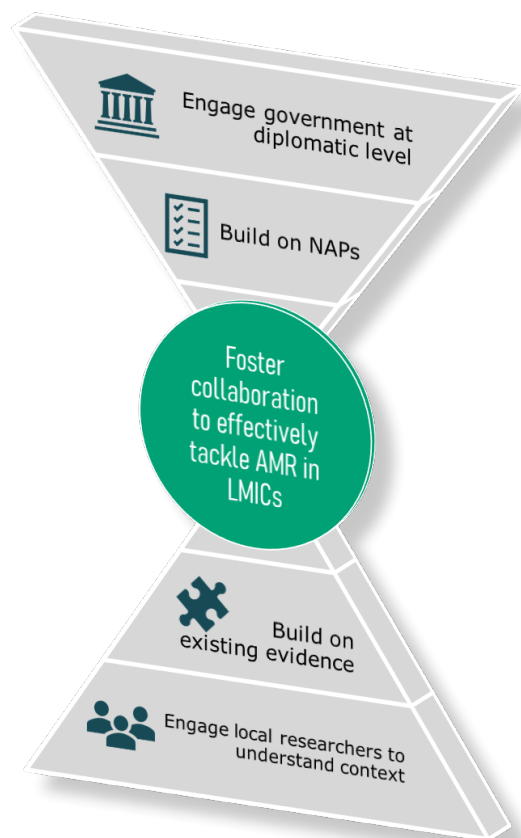 Engage government at
diplomatic level
Build on NAPs
Foster
collaboration
to effectively
tackle AMR in
LMICs
Build on
existing evidence
Engage local researchers to
understand context